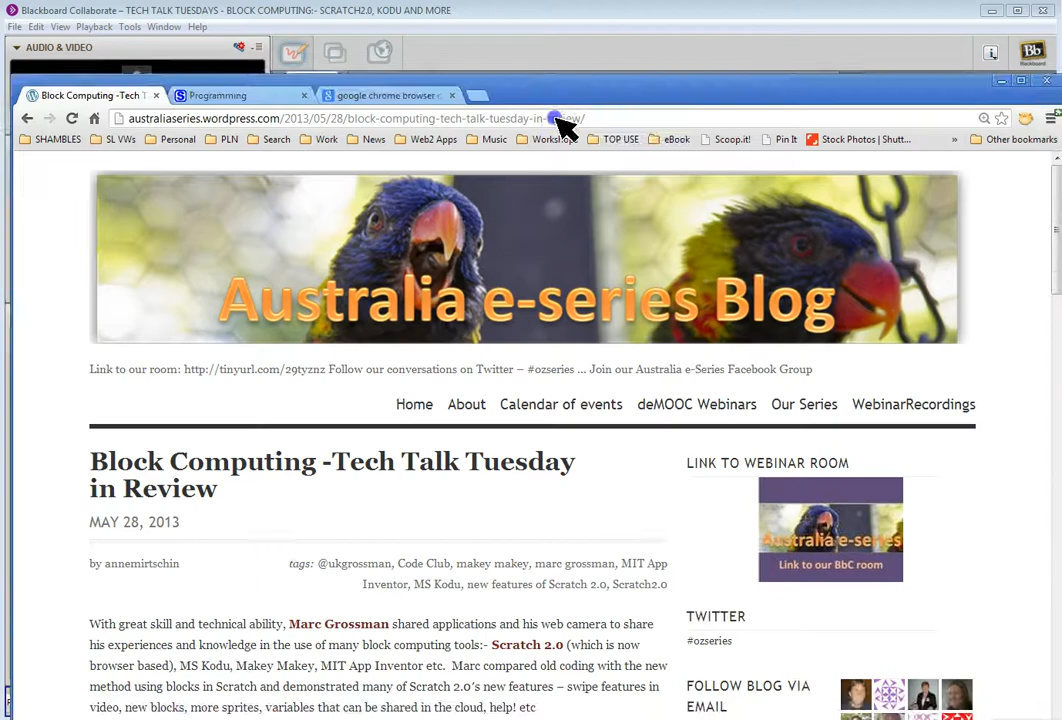 Blackboard Collaborate – TECH TALK TUESDAYS - BLOCK COMPUTING:- SCRATCH2.0, KODU AND MORE
File Edit View Playback Tools Window Help
AUDIO & VIDEO
Bb
Block Computing -Tech T
Programming
google chrome browser
australiaseries.wordpress.com/2013/05/28/block-computing-tech-talk-tuesday-in-
SHAMBLES SL VWs Personal PLN Search Work News Web2 Apps Music TOP USE eBook Scoop.it! Pin It Stock Photos | Shutt... » Other bookmarks
Australia e-series Blog
Link to our room: http://tinyurl.com/29tyznz Follow our conversations on Twitter – #ozseries ... Join our Australia e-Series Facebook Group
Home About Calendar of events deMOOC Webinars Our Series WebinarRecordings
Block Computing -Tech Talk Tuesday
in Review
MAY 28, 2013
by annemirtschin
tags: @ukgrossman, Code Club, makey makey, marc grossman, MIT App
Inventor, MS Kodu, new features of Scratch 2.0, Scratch2.0
With great skill and technical ability, Marc Grossman shared applications and his web camera to share
his experiences and knowledge in the use of many block computing tools:- Scratch 2.0 (which is now
browser based), MS Kodu, Makey Makey, MIT App Inventor etc. Marc compared old coding with the new
method using blocks in Scratch and demonstrated many of Scratch 2.0's new features – swipe features in
video, new blocks, more sprites, variables that can be shared in the cloud, help! etc
LINK TO WEBINAR ROOM
Australia e-series
Link to our BbC room
TWITTER
#ozseries
FOLLOW BLOG VIA
EMAIL